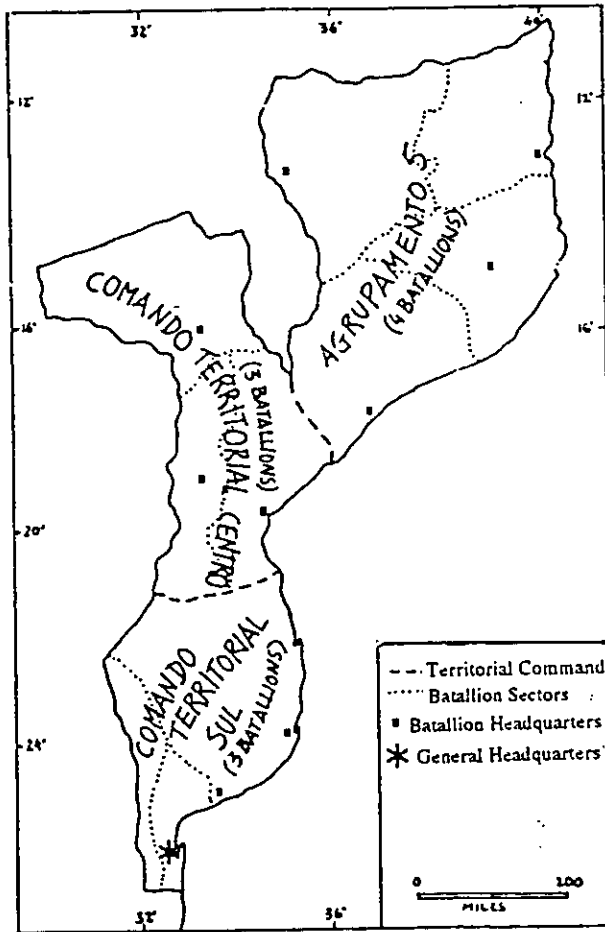 32°
36°
40°
12°
12°
AGRUPAMENTO 5
(4 BATALLIONS)
COMANDO TERRITORIAL CENTRO
(3 BATALLIONS)
16°
16°
20°
COMANDO
TERRITORIAL
SUL
(3 BATALLIONS)
24°
Territorial Command
Batallion Sectors
Batallion Headquarters
General Headquarters
0 200
MILES
32°
36°